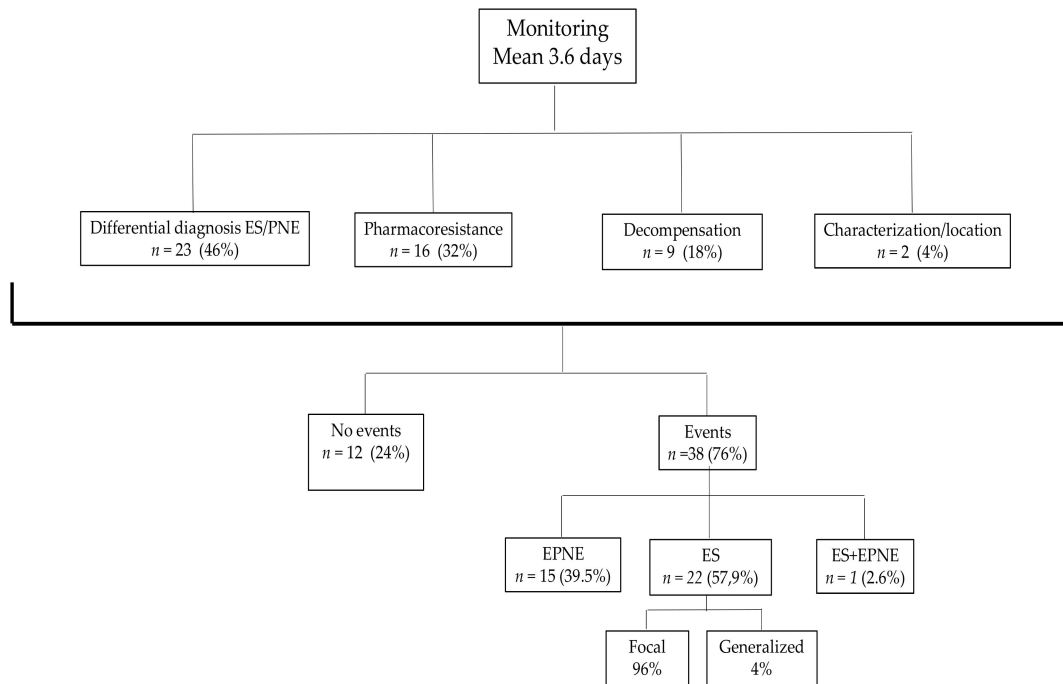 Monitoring
Mean 3.6 days
Differential diagnosis ES/PNE
n = 23 (46%)
Pharmacoresistance
n = 16 (32%)
Decompensation
n = 9 (18%)
Characterization/location
n = 2 (4%)
No events
n = 12 (24%)
Events
n =38 (76%)
EPNE
n = 15 (39.5%)
ES
n = 22 (57,9%)
ES+EPNE
n = 1 (2.6%)
Focal
96%
Generalized
4%